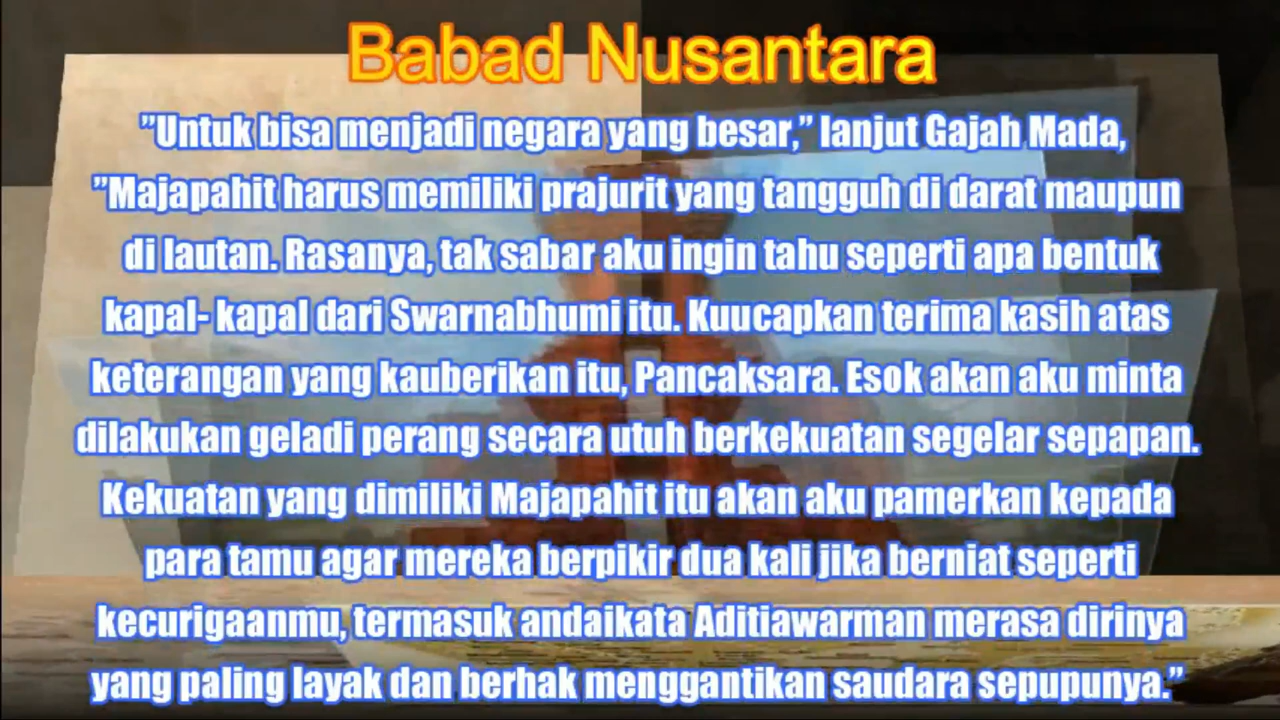 Babad Nusantara
”Untuk bisa menjadi negara yang besar,” lanjut Gajah Mada,
”Majapahit harus memiliki prajurit yang tangguh di darat maupun
di lautan. Rasanya, tak sabar aku ingin tahu seperti apa bentuk
kapal- kapal dari Swarnabhumi itu. Kuucapkan terima kasih atas
keterangan yang kauberikan itu, Pancaksara. Esok akan aku minta
dilakukan geladi perang secara utuh berkekuatan segelar sepapan.
Kekuatan yang dimiliki Majapahit itu akan aku pamerkan kepada
para tamu agar mereka berpikir dua kali jika berniat seperti
kecurigaanmu, termasuk andaikata Aditiawarman merasa dirinya
yang paling layak dan berhak menggantikan saudara sepupunya.”